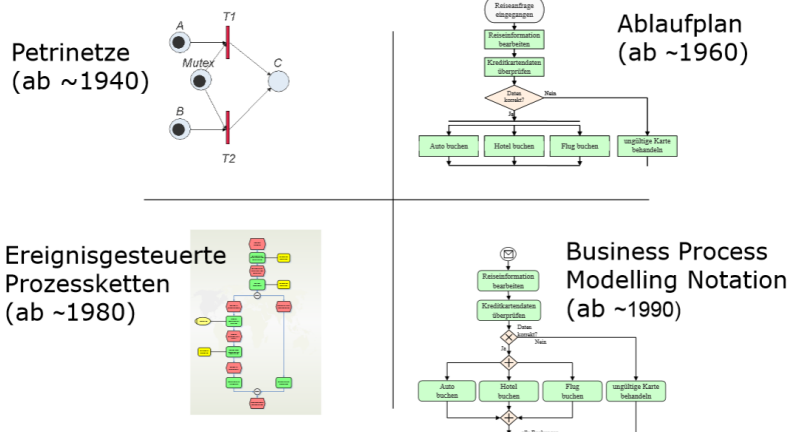 Petrinetze
(ab ~1940)
A
T1
Mutex
C
B
T2
Reiseanfrage
eingegangen
Reiseinformation
bearbeiten
Kreditkartendaten
überprüfen
Daten
korrekt?
Nein
Ja
Auto buchen
Hotel buchen
Flug buchen
ungültige Karte
behandeln
Ablaufplan
(ab ~1960)
Ereignisgesteuerte
Prozessketten
(ab ~1980)
Business Process
Modelling Notation
(ab ~1990)
Reiseinformation
bearbeiten
Kreditkartendaten
überprüfen
Daten
korrekt?
Nein
Ja
Auto
buchen
Hotel
buchen
Flug
buchen
ungültige Karte
behandeln